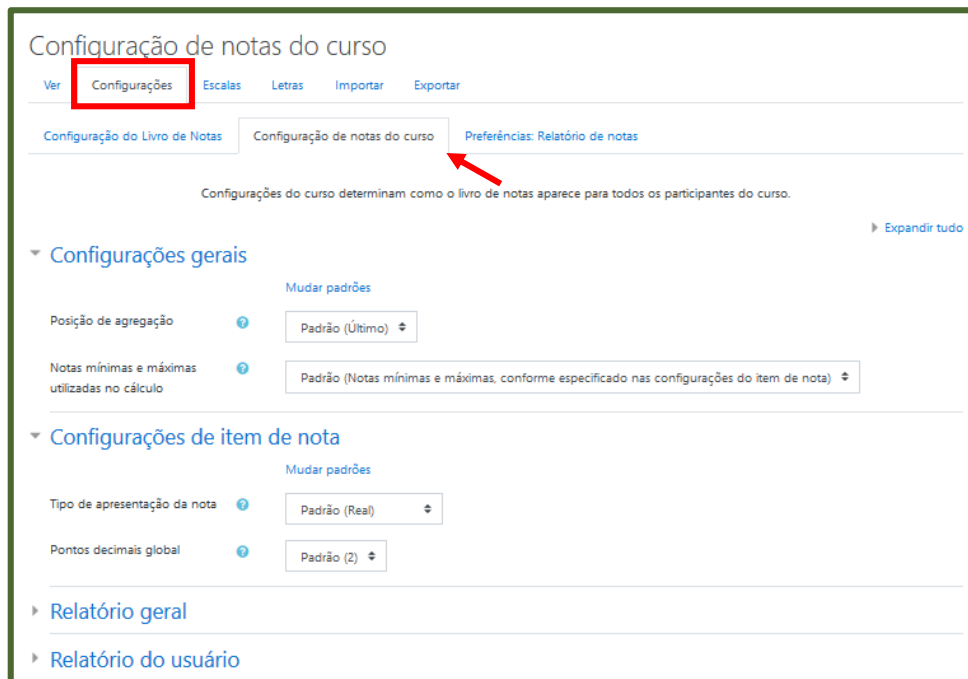 Configuração de notas do curso
Ver Configurações Escalas Letras Importar Exportar
Configuração do Livro de Notas Configuração de notas do curso Preferências: Relatório de notas
Configurações do curso determinam como o livro de notas aparece para todos os participantes do curso.
Expandir tudo
Configurações gerais
Mudar padrões
Posição de agregação Padrão (Último)
Notas mínimas e máximas
utilizadas no cálculo
Padrão (Notas mínimas e máximas, conforme especificado nas configurações do item de nota)
Configurações de item de nota
Mudar padrões
Tipo de apresentação da nota Padrão (Real)
Pontos decimais global Padrão (2)
Relatório geral
Relatório do usuário